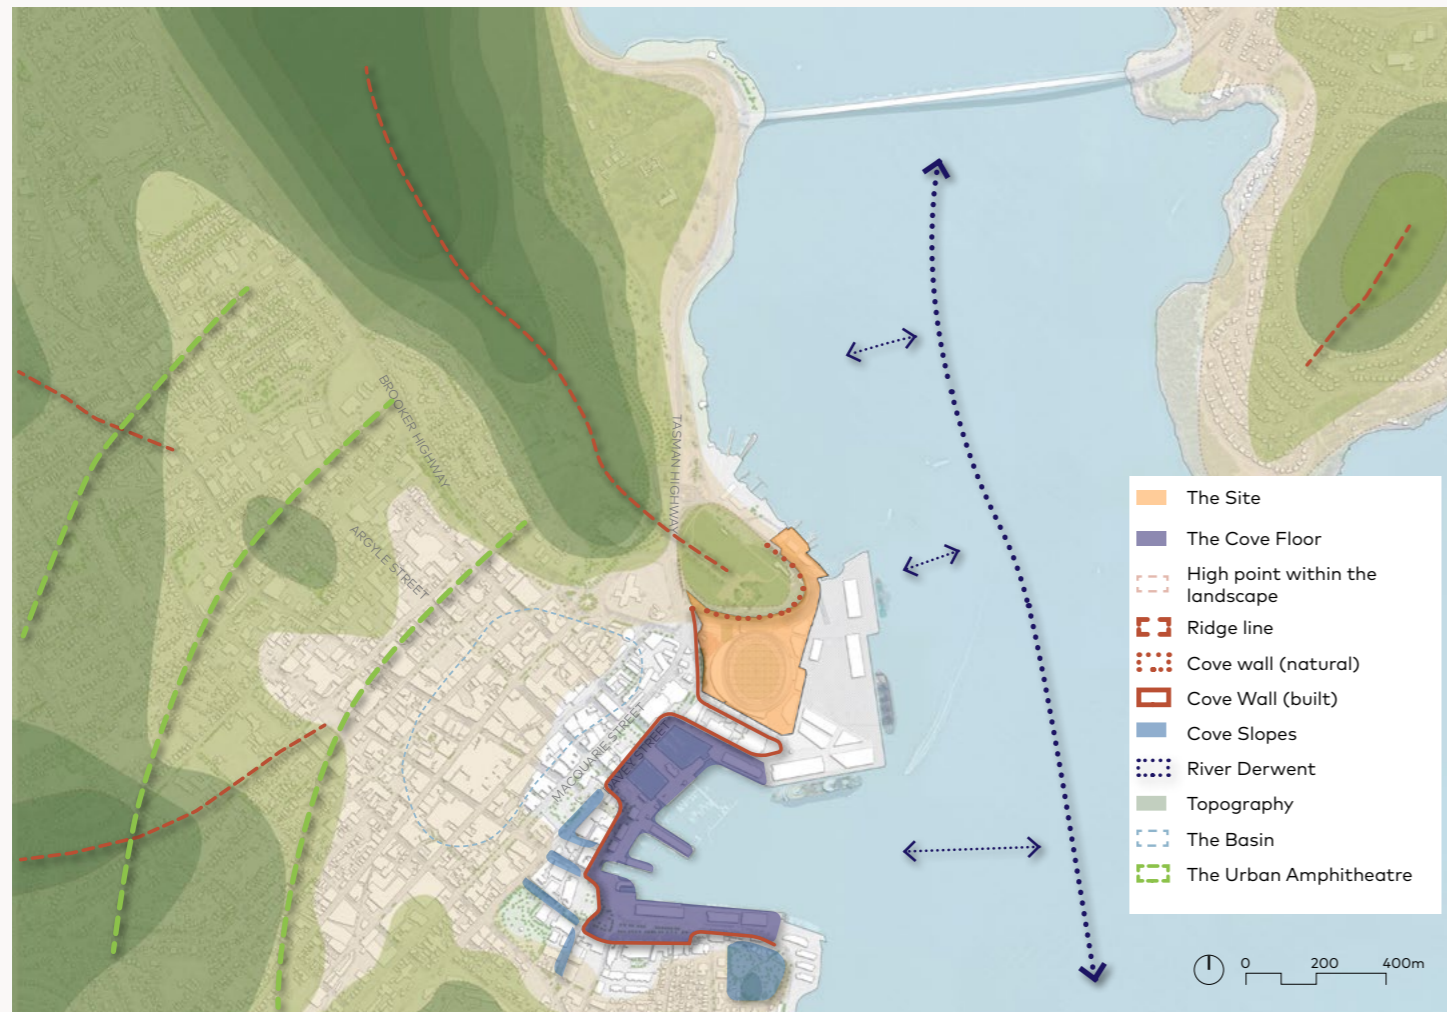 BROOKER HIGHWAY
TASMAN HIGHWAY
ARGYLE STREET
MACQUARIE STREET
DAVEY STREET
The Site
The Cove Floor
High point within the
landscape
Ridge line
Cove wall (natural)
Cove Wall (built)
Cove Slopes
River Derwent
Topography
The Basin
The Urban Amphitheatre
0 200 400m